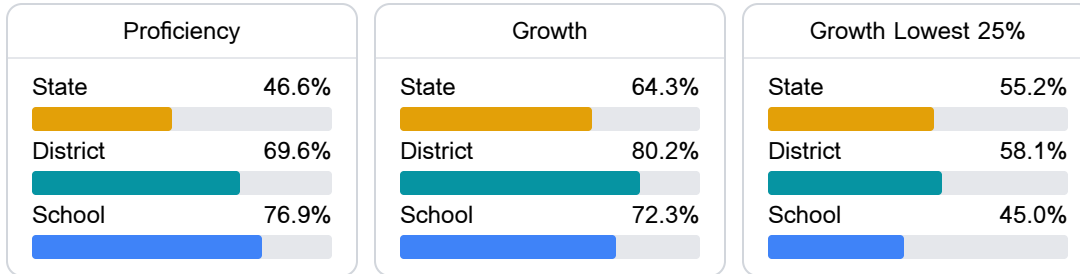 Proficiency
State 46.6%
District 69.6%
School 76.9%
Growth
State 64.3%
District 80.2%
School 72.3%
Growth Lowest 25%
State 55.2%
District 58.1%
School 45.0%